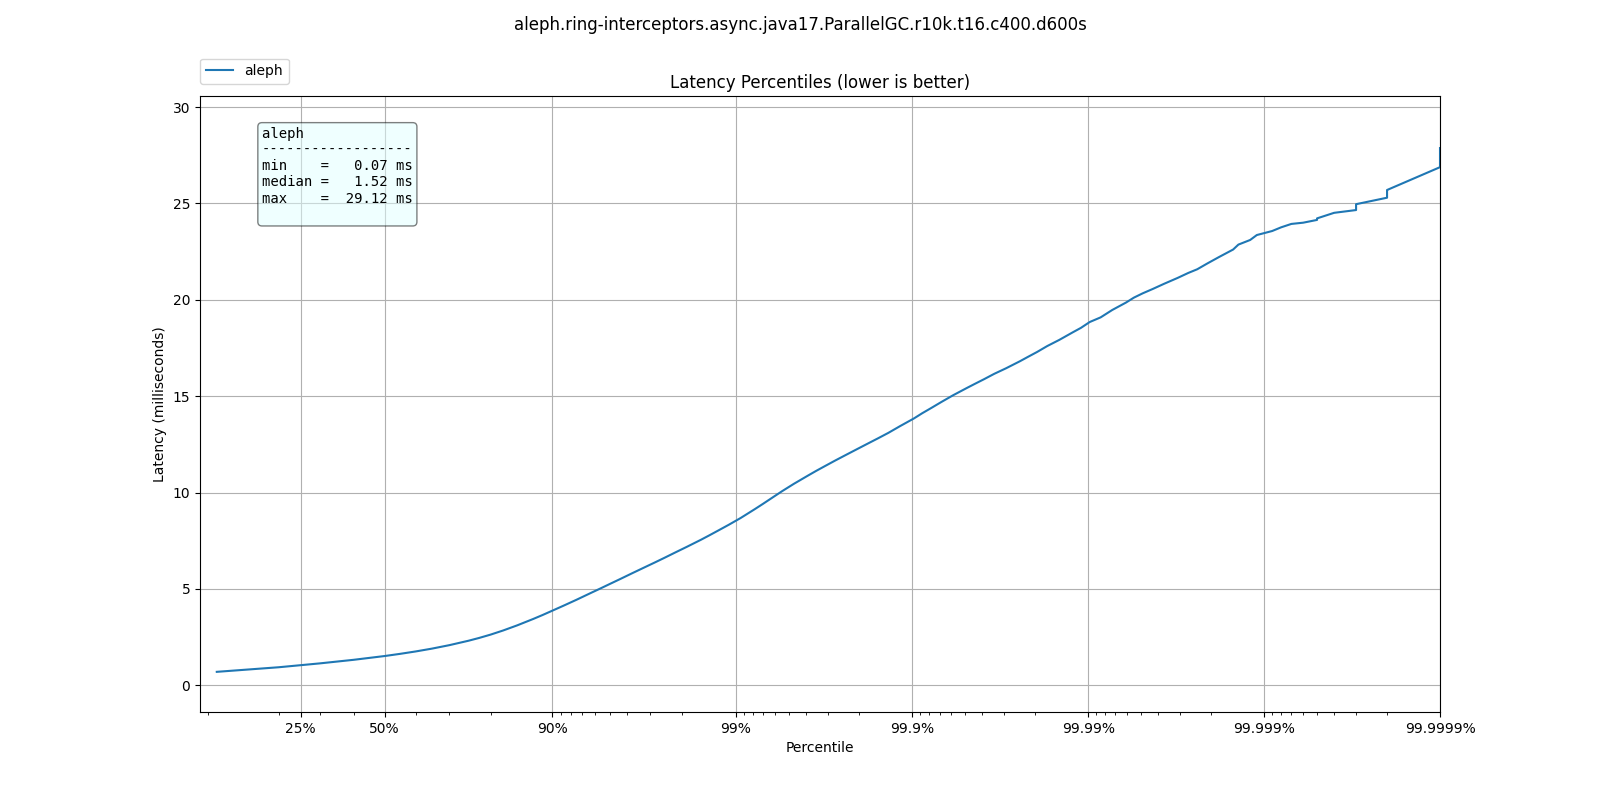 aleph.ring-interceptors.async.java17.ParallelGC.r10k.t16.c400.d600s
aleph
Latency Percentiles (lower is better)
aleph
------------------
min    =   0.07 ms
median =   1.52 ms
max    =  29.12 ms
30
25
20
15
10
5
0
Latency (milliseconds)
25% 50% 90% 99% 99.9% 99.99% 99.999% 99.9999%
Percentile